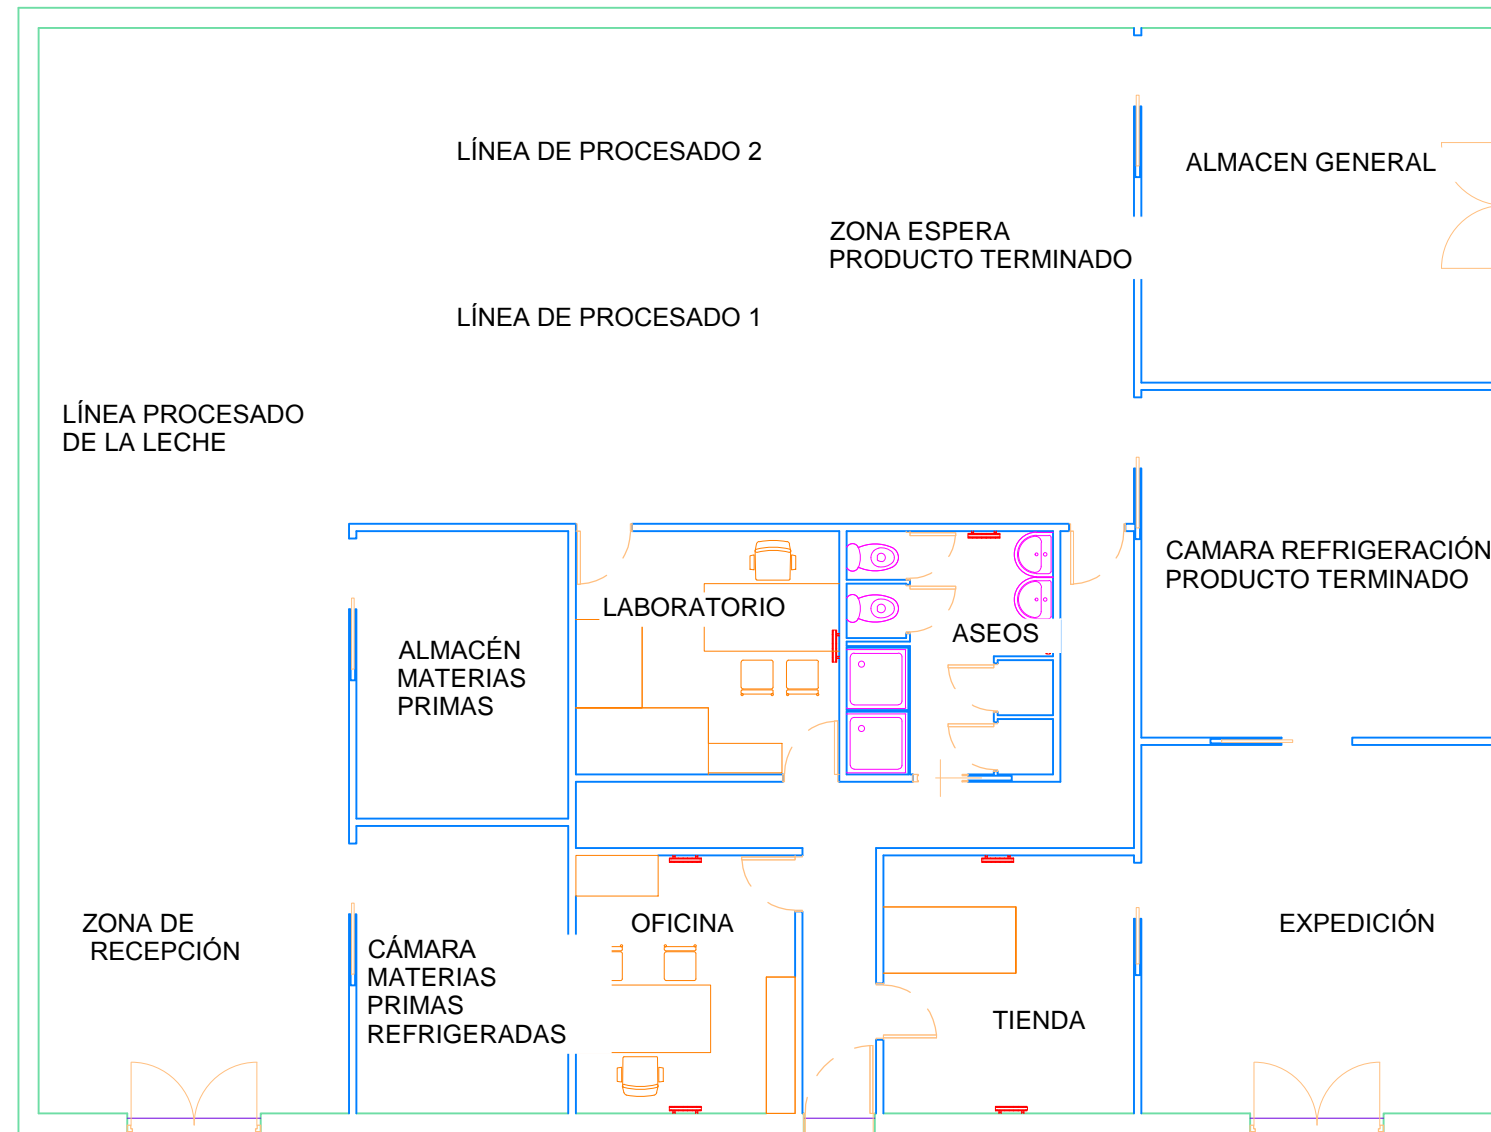 LÍNEA DE PROCESADO 2
ALMACEN GENERAL
ZONA ESPERA
PRODUCTO TERMINADO
LÍNEA DE PROCESADO 1
LÍNEA PROCESADO
DE LA LECHE
CAMARA REFRIGERACIÓN
PRODUCTO TERMINADO
LABORATORIO
ASEOS
ALMACÉN
MATERIAS
PRIMAS
ZONA DE
RECEPCIÓN
CÁMARA
MATERIAS
PRIMAS
REFRIGERADAS
OFICINA
EXPEDICIÓN
TIENDA